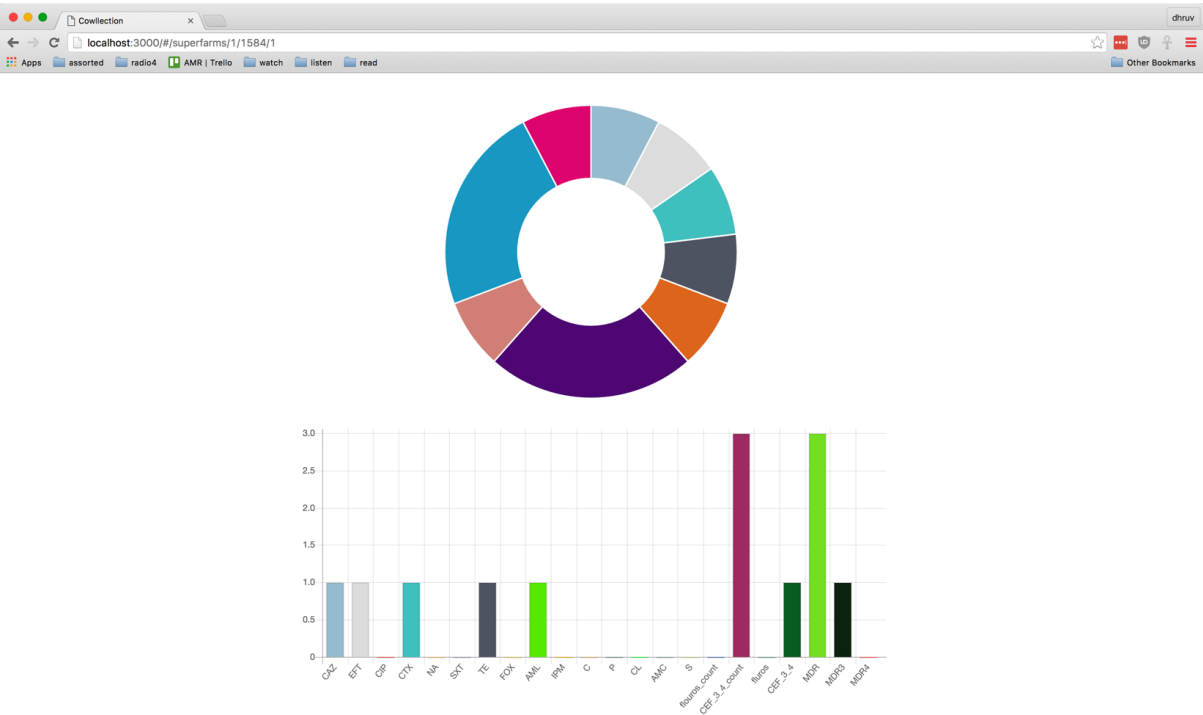 Cowllection
dhruv
localhost:3000/#/superfarms/1/1584/1
Apps assorted radio4 AMR | Trello watch listen read Other Bookmarks
3.0
2.5
2.0
1.5
1.0
0.5
0
CAZ EFT CIP CTX NA SXT TE FOX AML IPM C P CL AMC S flouros_count CEF_3_4_count fluros CEF_3_4 MDR MDR3 MDR4